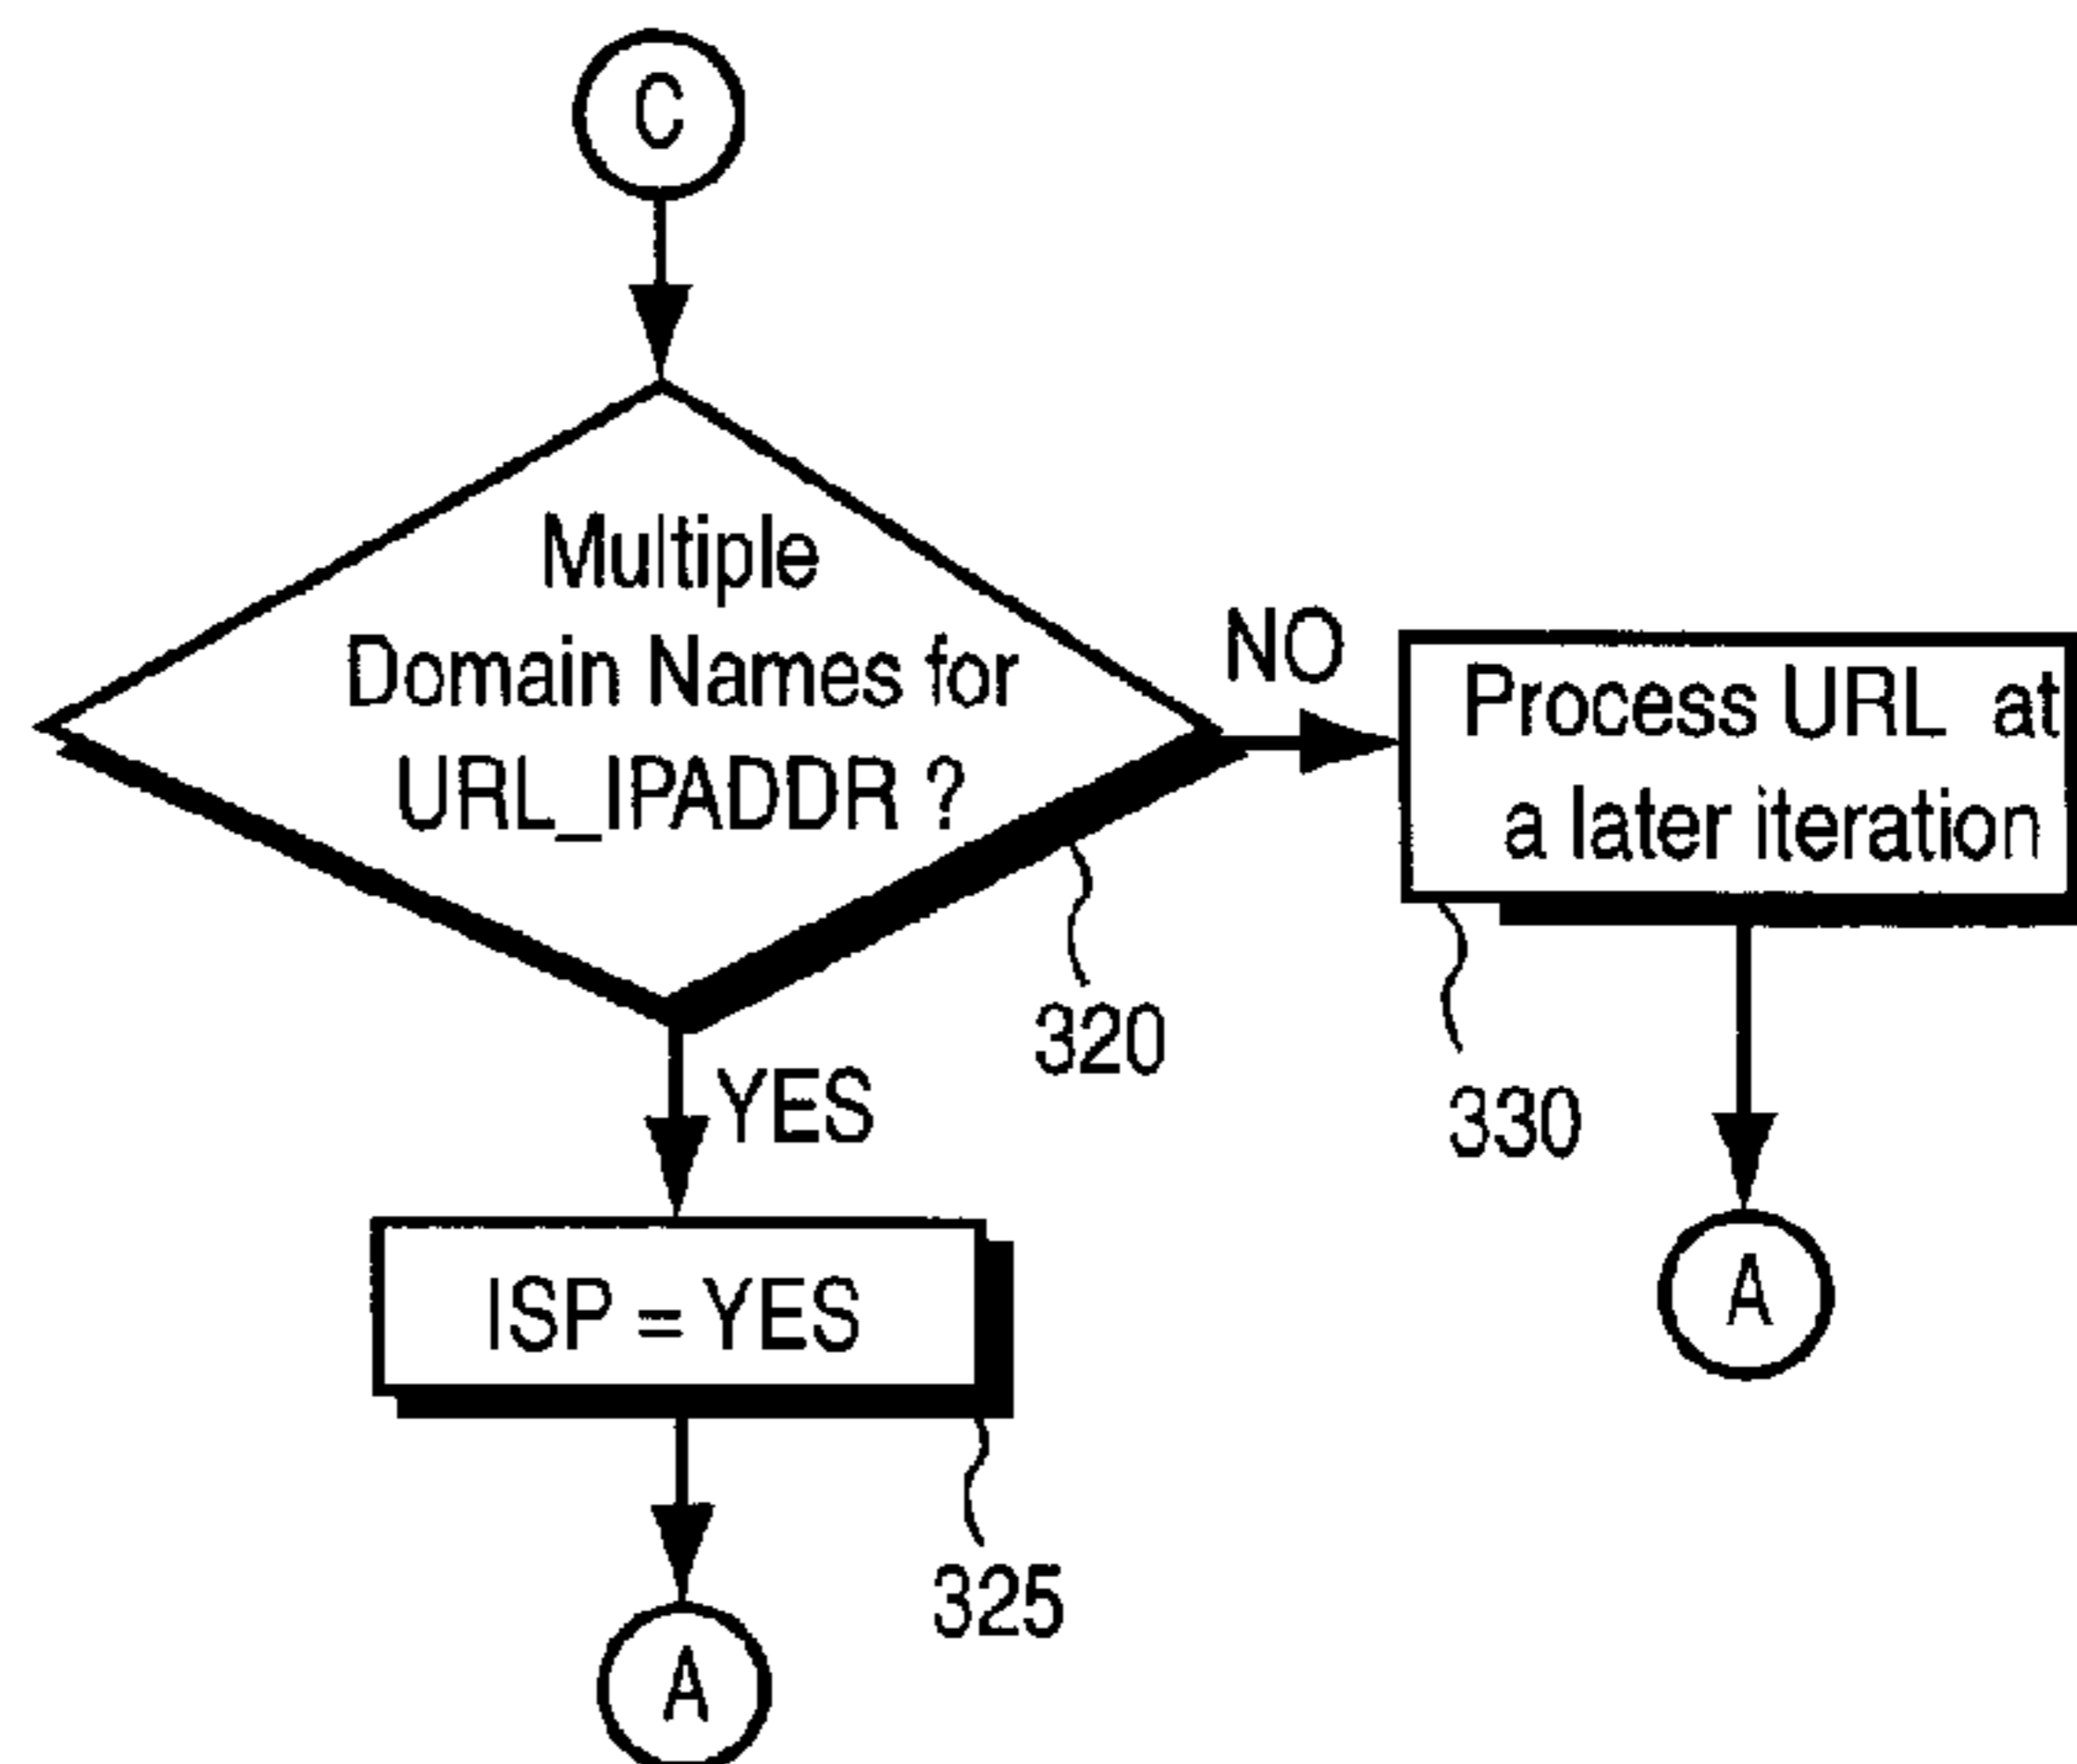 C
Multiple
Domain Names for
URL_IPADDR ?
NO
Process URL at
a later iteration
320
330
YES
ISP = YES
A
325
A